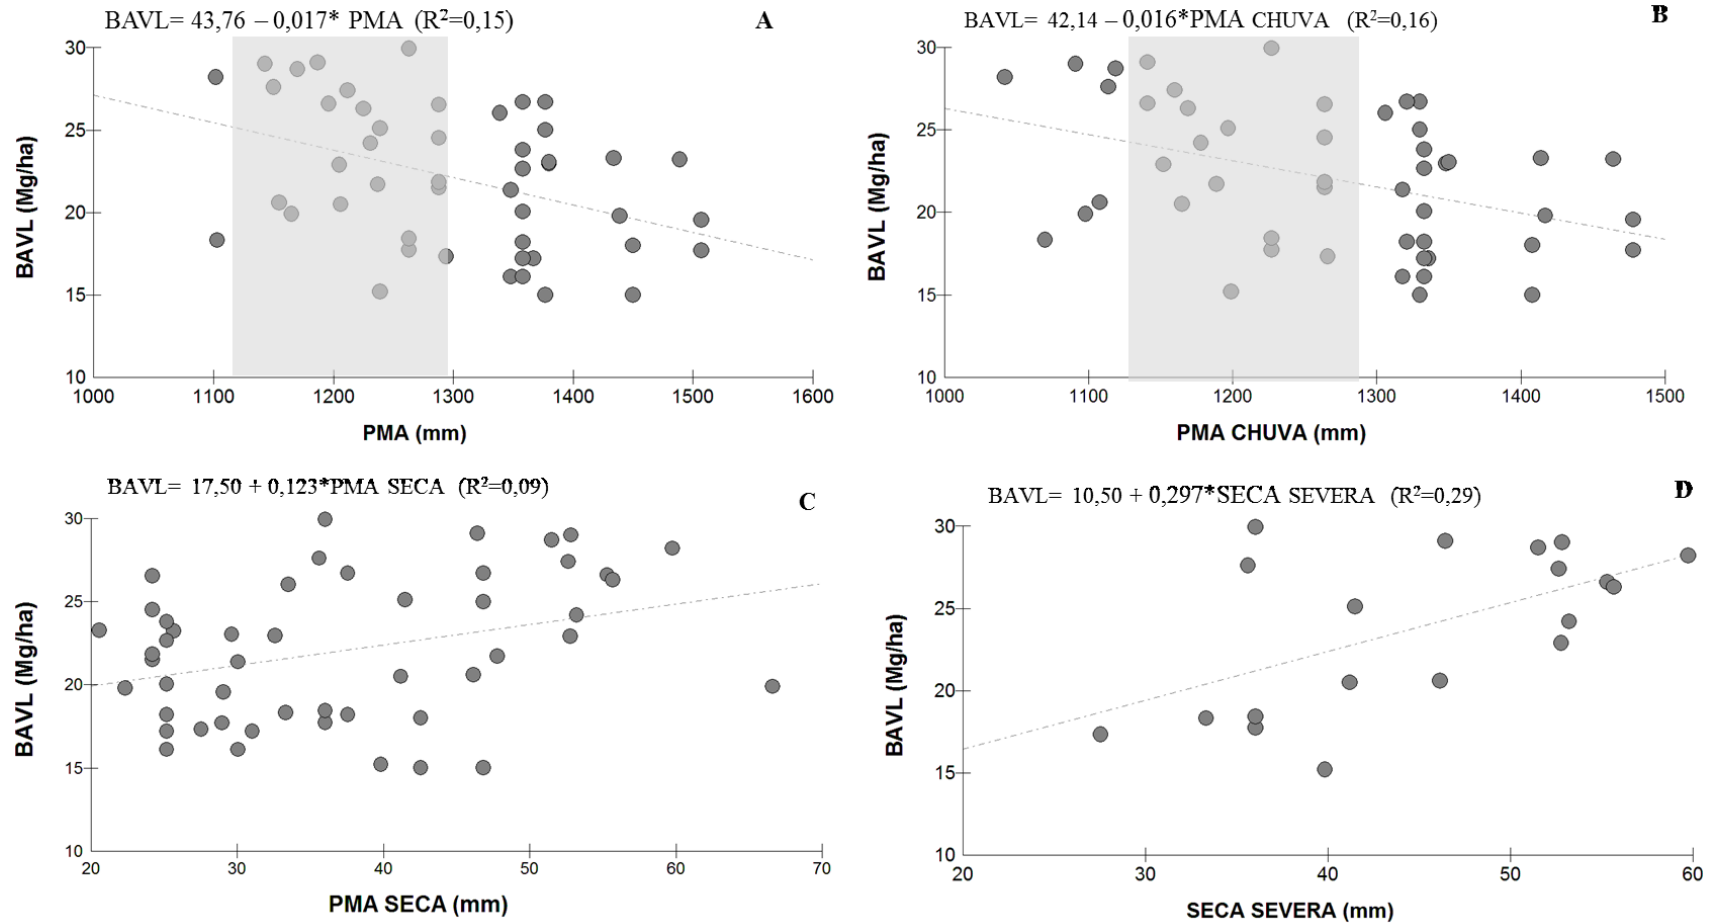 BAVL= 43,76 – 0,017* PMA (R²=0,15)
A
30
25
20
15
10
BAVL (Mg/ha)
1000 1100 1200 1300 1400 1500 1600
PMA (mm)
BAVL= 42,14 – 0,016*PMA CHUVA (R²=0,16)
B
30
25
20
15
10
BAVL (Mg/ha)
1000 1100 1200 1300 1400 1500
PMA CHUVA (mm)
BAVL= 17,50 + 0,123*PMA SECA (R²=0,09)
C
30
25
20
15
10
BAVL (Mg/ha)
20 30 40 50 60 70
PMA SECA (mm)
BAVL= 10,50 + 0,297*SECA SEVERA (R²=0,29)
D
30
25
20
15
10
BAVL (Mg/ha)
20 30 40 50 60
SECA SEVERA (mm)